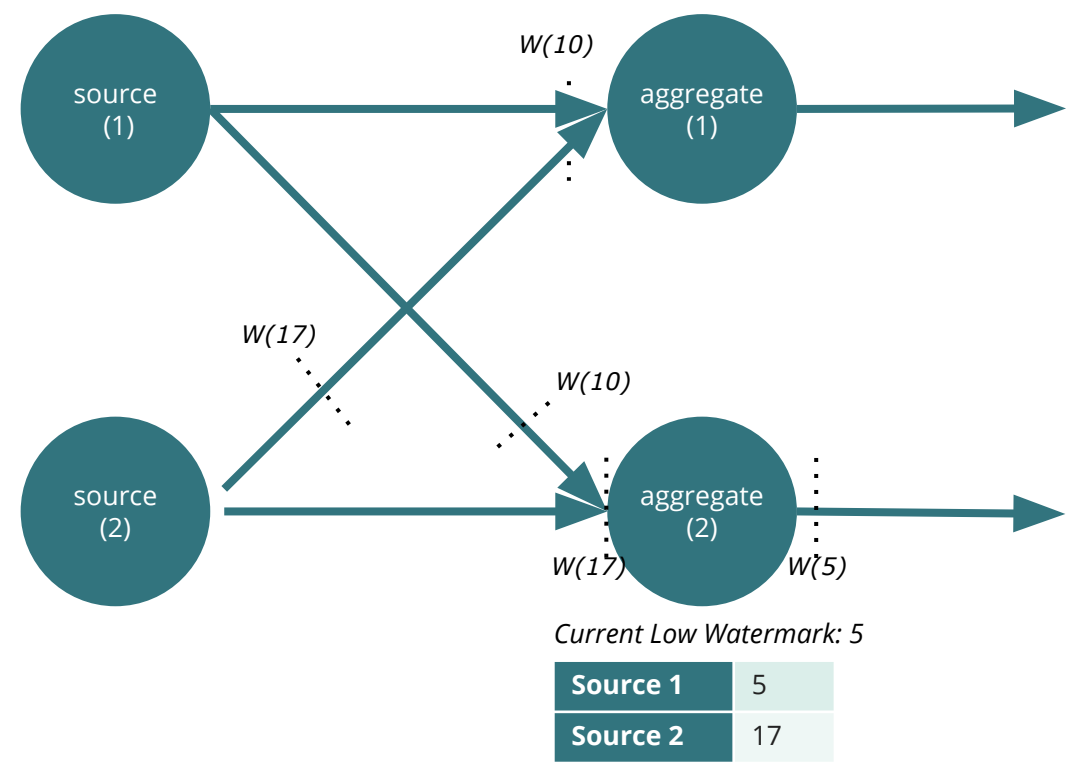 W(10)
source
(1)
aggregate
(1)
W(17)
W(10)
source
(2)
aggregate
(2)
W(17)
W(5)
Current Low Watermark: 5
Source 1 5
Source 2 17